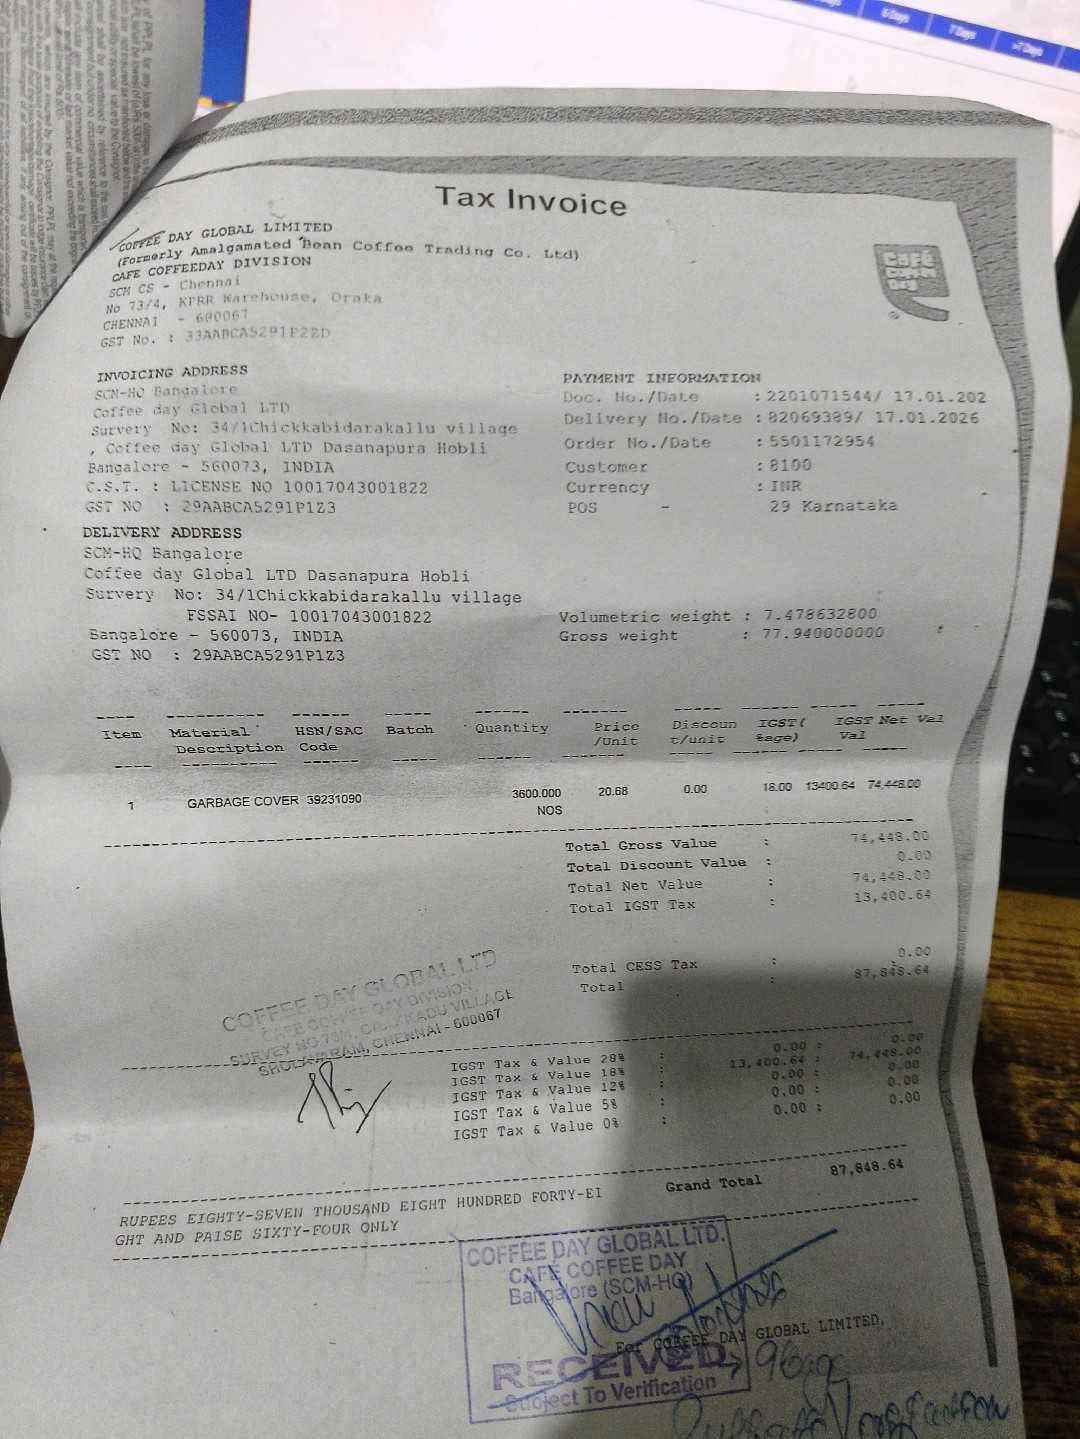 6 Days
7 Days
>7 Days
Tax Invoice
COFFEE DAY GLOBAL LIMITED
(Formerly Amalgamated Bean Coffee Trading Co. Ltd)
CAFE COFFEEDAY DIVISION
SCM CS - Chennai
No 73/4, KPRR Warehouse, Oraka
CHENNAI - 600067
GST No. : 33AABCA5291P2ZD
Café
Coffee
Day
INVOICING ADDRESS
SCM-HQ Bangalore
Coffee day Global LTD
Survery No: 34/1Chickkabidarakallu village
, Coffee day Global LTD Dasanapura Hobli
Bangalore - 560073, INDIA
C.S.T. : LICENSE NO 10017043001822
GST NO : 29AABCA5291P1Z3
PAYMENT INFORMATION
Doc. No./Date : 2201071544/ 17.01.202
Delivery No./Date : 82069389/ 17.01.2026
Order No./Date : 5501172954
Customer : 8100
Currency : INR
POS - 29 Karnataka
DELIVERY ADDRESS
SCM-HQ Bangalore
Coffee day Global LTD Dasanapura Hobli
Survery No: 34/1Chickkabidarakallu village
FSSAI NO- 10017043001822
Bangalore - 560073, INDIA
GST NO : 29AABCA5291P1Z3
Volumetric weight : 7.478632800
Gross weight : 77.940000000
Item Material HSN/SAC Batch Quantity Price Discoun IGST( IGST Net Val
Description Code /Unit t/unit %age) Val
1 GARBAGE COVER 39231090 3600.000 20.68 0.00 18.00 13400.64 74,448.00
NOS
Total Gross Value : 74,448.00
Total Discount Value : 0.00
Total Net Value : 74,448.00
Total IGST Tax : 13,400.64
Total CESS Tax : 0.00
Total : 87,848.64
COFFEE DAY GLOBAL LTD
CAFE COFFEE DAY DIVISION,
SHOLAVARAM, CHENNAI - 600067
IGST Tax & Value 28% : 0.00 : 0.00
IGST Tax & Value 18% : 13,400.64 : 74,448.00
IGST Tax & Value 12% : 0.00 : 0.00
IGST Tax & Value 5% : 0.00 : 0.00
IGST Tax & Value 0% : 0.00 : 0.00
Grand Total 87,848.64
RUPEES EIGHTY-SEVEN THOUSAND EIGHT HUNDRED FORTY-EI
GHT AND PAISE SIXTY-FOUR ONLY
COFFEE DAY GLOBAL LTD.
CAFE COFFEE DAY
Bangalore (SCM-HQ)
For COFFEE DAY GLOBAL LIMITED,
RECEIVED
Subject To Verification